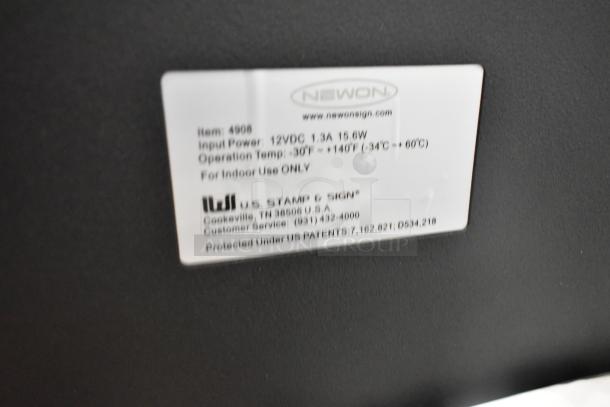 NEWON.
www.newonsign.com
Item: 4908
Input Power: 12VDC 1.3A 15.6W
Operation Temp: -30°F ~ +140°F (-34°C ~ + 60°C)
For Indoor Use ONLY
U.S. STAMP & SIGN®
Cookeville, TN 38506 U.S.A.
Customer Service: (931) 432-4000
Protected Under US PATENTS: 7,162,821; D534,218
GROUP